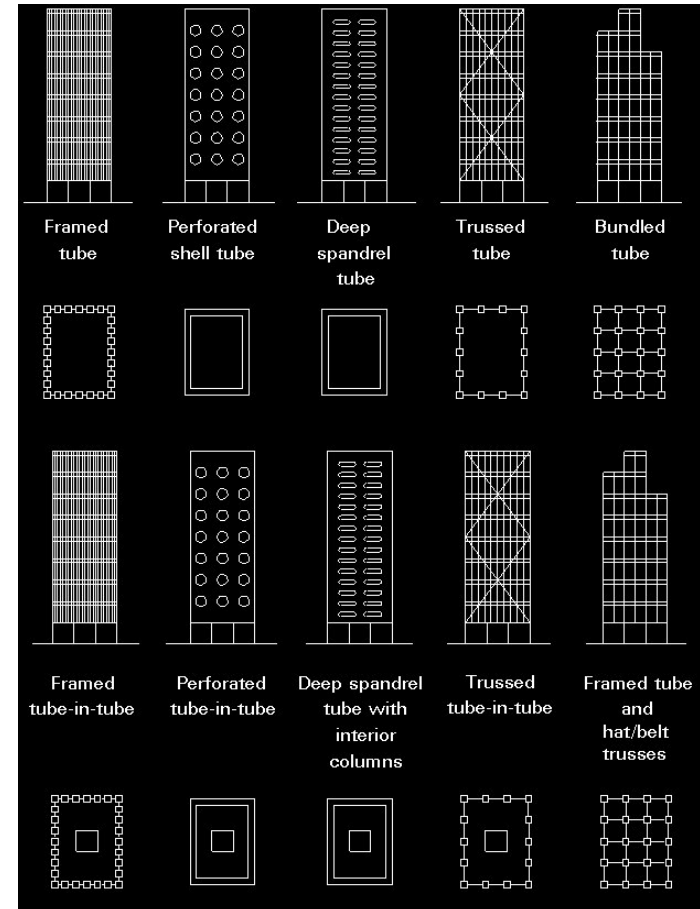 Framed
tube
Perforated
shell tube
Deep
spandrel
tube
Trussed
tube
Bundled
tube
Framed
tube-in-tube
Perforated
tube-in-tube
Deep spandrel
tube with
interior
columns
Trussed
tube-in-tube
Framed tube
and
hat/belt
trusses